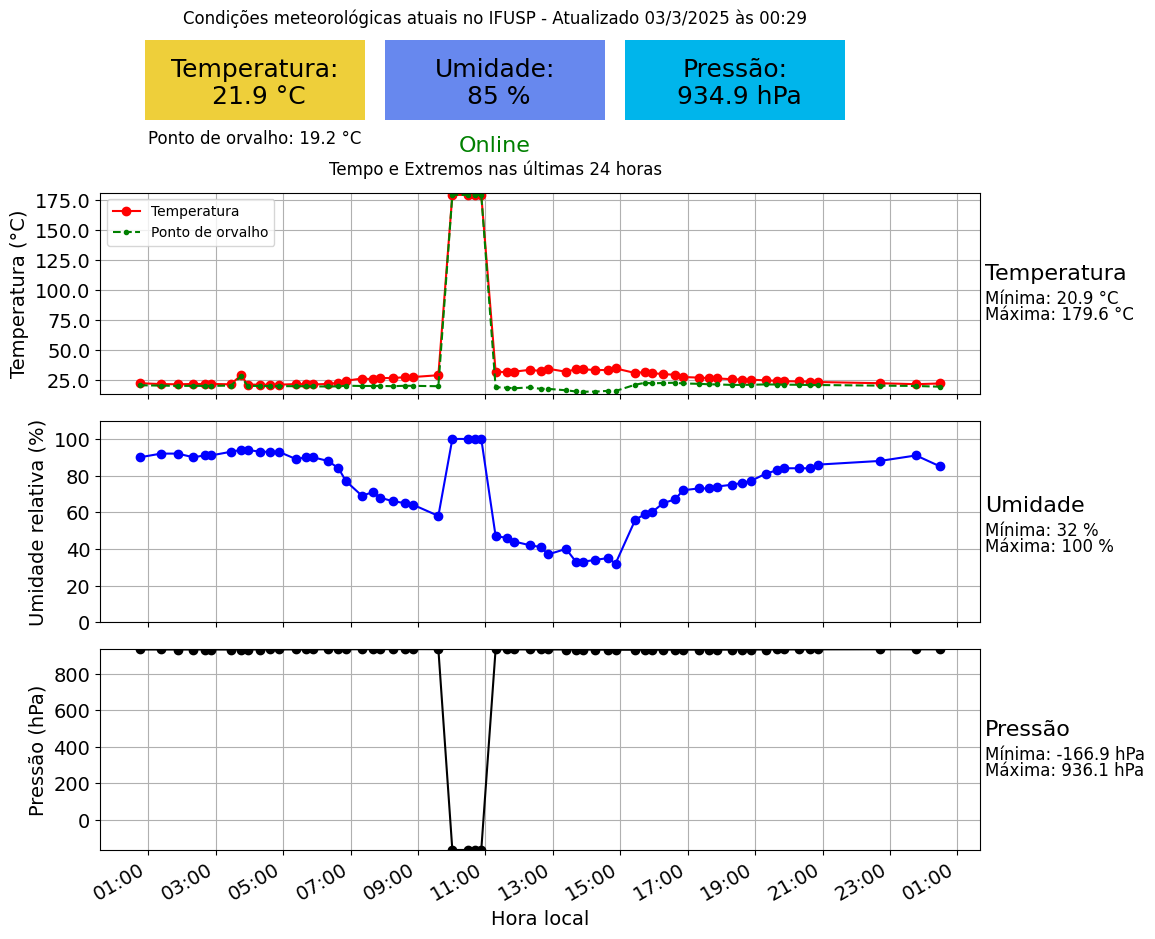 Condições meteorológicas atuais no IFUSP - Atualizado 03/3/2025 às 00:29
Temperatura:
21.9 °C
Umidade:
85 %
Pressão:
934.9 hPa
Ponto de orvalho: 19.2 °C
Online
Tempo e Extremos nas últimas 24 horas
Temperatura (°C)
175.0
150.0
125.0
100.0
75.0
50.0
25.0
Temperatura
Ponto de orvalho
Temperatura
Mínima: 20.9 °C
Máxima: 179.6 °C
Umidade relativa (%)
100
80
60
40
20
0
Umidade
Mínima: 32 %
Máxima: 100 %
Pressão (hPa)
800
600
400
200
0
Pressão
Mínima: -166.9 hPa
Máxima: 936.1 hPa
01:00 03:00 05:00 07:00 09:00 11:00 13:00 15:00 17:00 19:00 21:00 23:00 01:00
Hora local